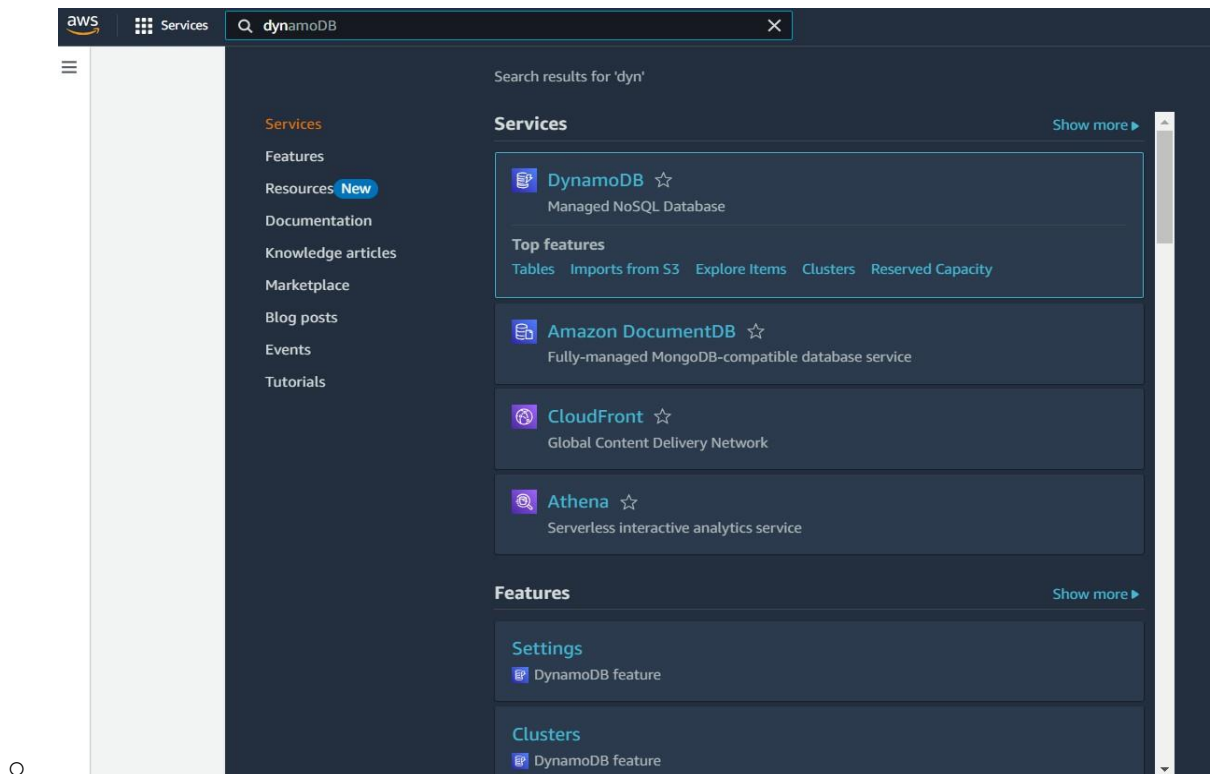 aws
Services
dynamoDB
Search results for 'dyn'
Services
Features
Resources New
Documentation
Knowledge articles
Marketplace
Blog posts
Events
Tutorials
Services
Show more
DynamoDB
Managed NoSQL Database
Top features
Tables Imports from S3 Explore Items Clusters Reserved Capacity
Amazon DocumentDB
Fully-managed MongoDB-compatible database service
CloudFront
Global Content Delivery Network
Athena
Serverless interactive analytics service
Features
Show more
Settings
DynamoDB feature
Clusters
DynamoDB feature